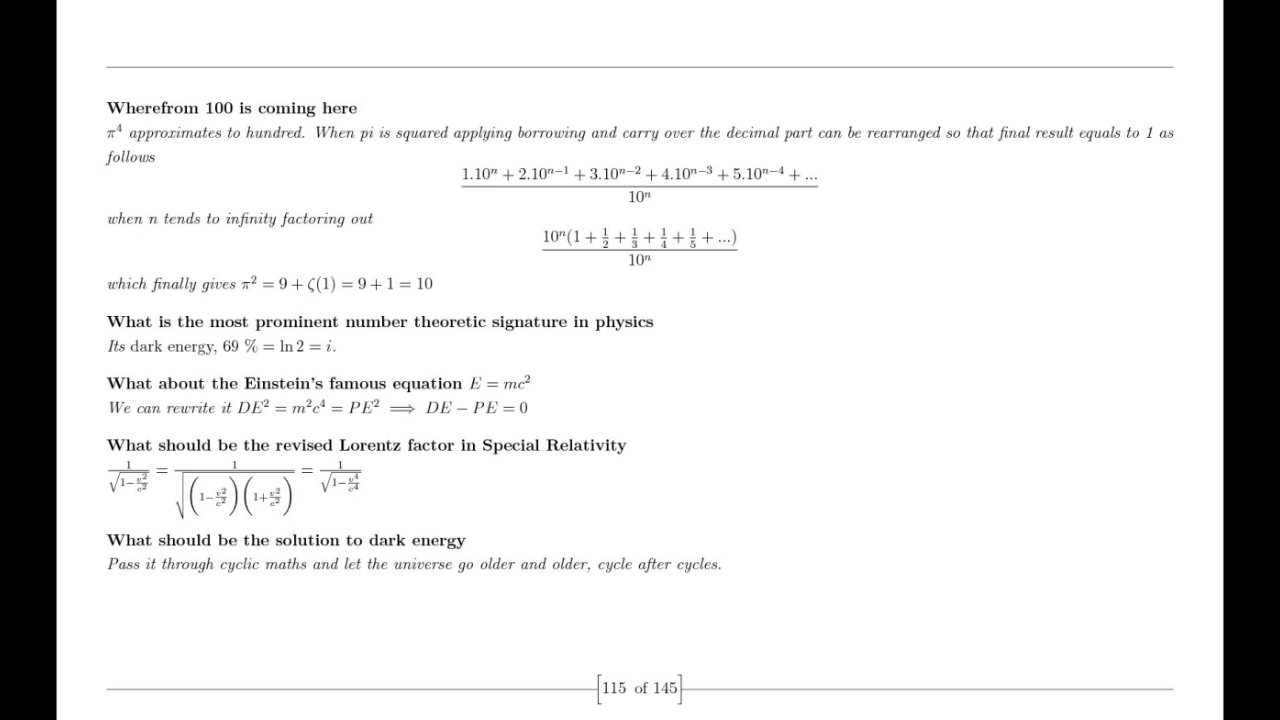 Wherefrom 100 is coming here
π⁴ approximates to hundred. When pi is squared applying borrowing and carry over the decimal part can be rearranged so that final result equals to 1 as
follows
1.10ⁿ + 2.10ⁿ⁻¹ + 3.10ⁿ⁻² + 4.10ⁿ⁻³ + 5.10ⁿ⁻⁴ + ...
10ⁿ
when n tends to infinity factoring out
10ⁿ(1 + 1/2 + 1/3 + 1/4 + 1/5 + ...)
10ⁿ
which finally gives π² = 9 + ζ(1) = 9 + 1 = 10
What is the most prominent number theoretic signature in physics
Its dark energy, 69 % = ln 2 = i.
What about the Einstein's famous equation E = mc²
We can rewrite it DE² = m²c⁴ = PE² ⟹ DE − PE = 0
What should be the revised Lorentz factor in Special Relativity
1/√(1−v²/c²) = 1/√((1−v²/c²)(1+v²/c²)) = 1/√(1−v⁴/c⁴)
What should be the solution to dark energy
Pass it through cyclic maths and let the universe go older and older, cycle after cycles.
[115 of 145]